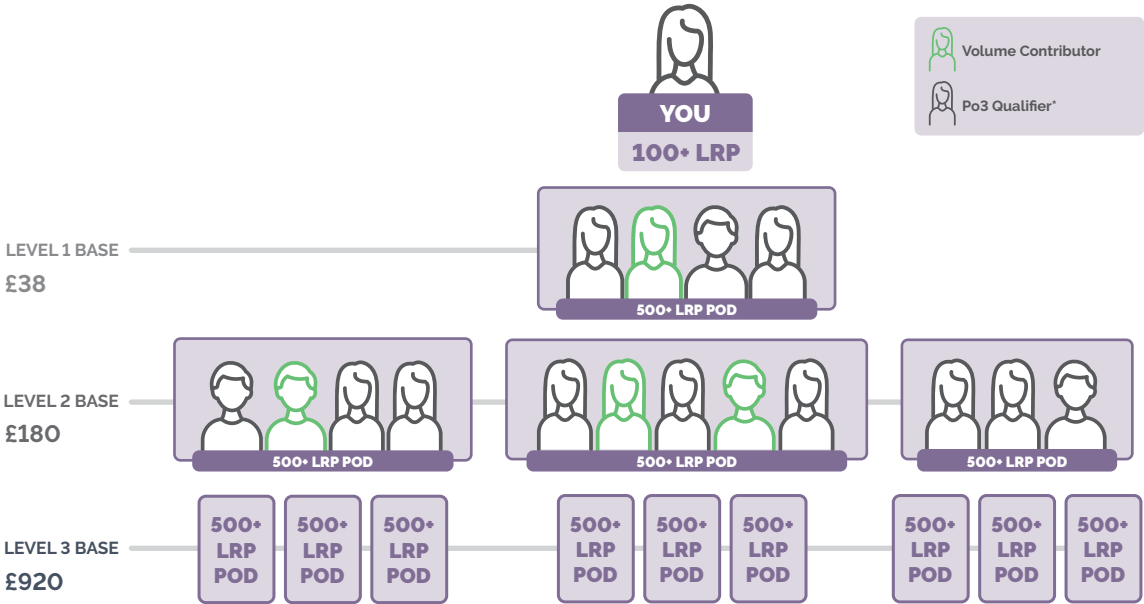 Volume Contributor
Po3 Qualifier*
YOU
100+ LRP
LEVEL 1 BASE
£38
500+ LRP POD
LEVEL 2 BASE
£180
500+ LRP POD
500+ LRP POD
500+ LRP POD
LEVEL 3 BASE
£920
500+
LRP
POD
500+
LRP
POD
500+
LRP
POD
500+
LRP
POD
500+
LRP
POD
500+
LRP
POD
500+
LRP
POD
500+
LRP
POD
500+
LRP
POD